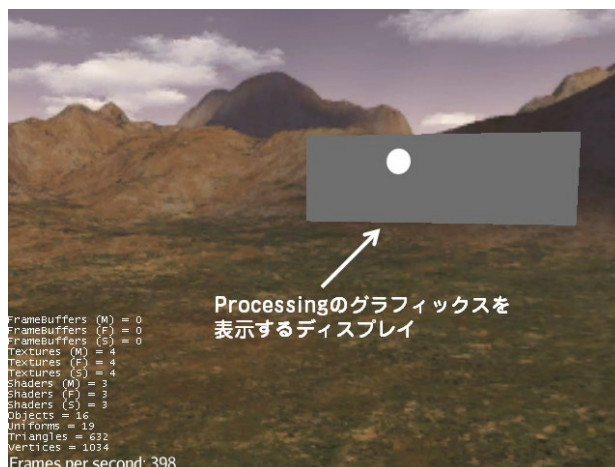 Processingのグラフィックスを
表示するディスプレイ
FrameBuffers (M) = 0
FrameBuffers (F) = 0
FrameBuffers (S) = 0
Textures (M) = 4
Textures (F) = 4
Textures (S) = 4
Shaders (M) = 3
Shaders (F) = 3
Shaders (S) = 3
Objects = 16
Uniforms = 19
Triangles = 632
Vertices = 1034
Frames per second: 398